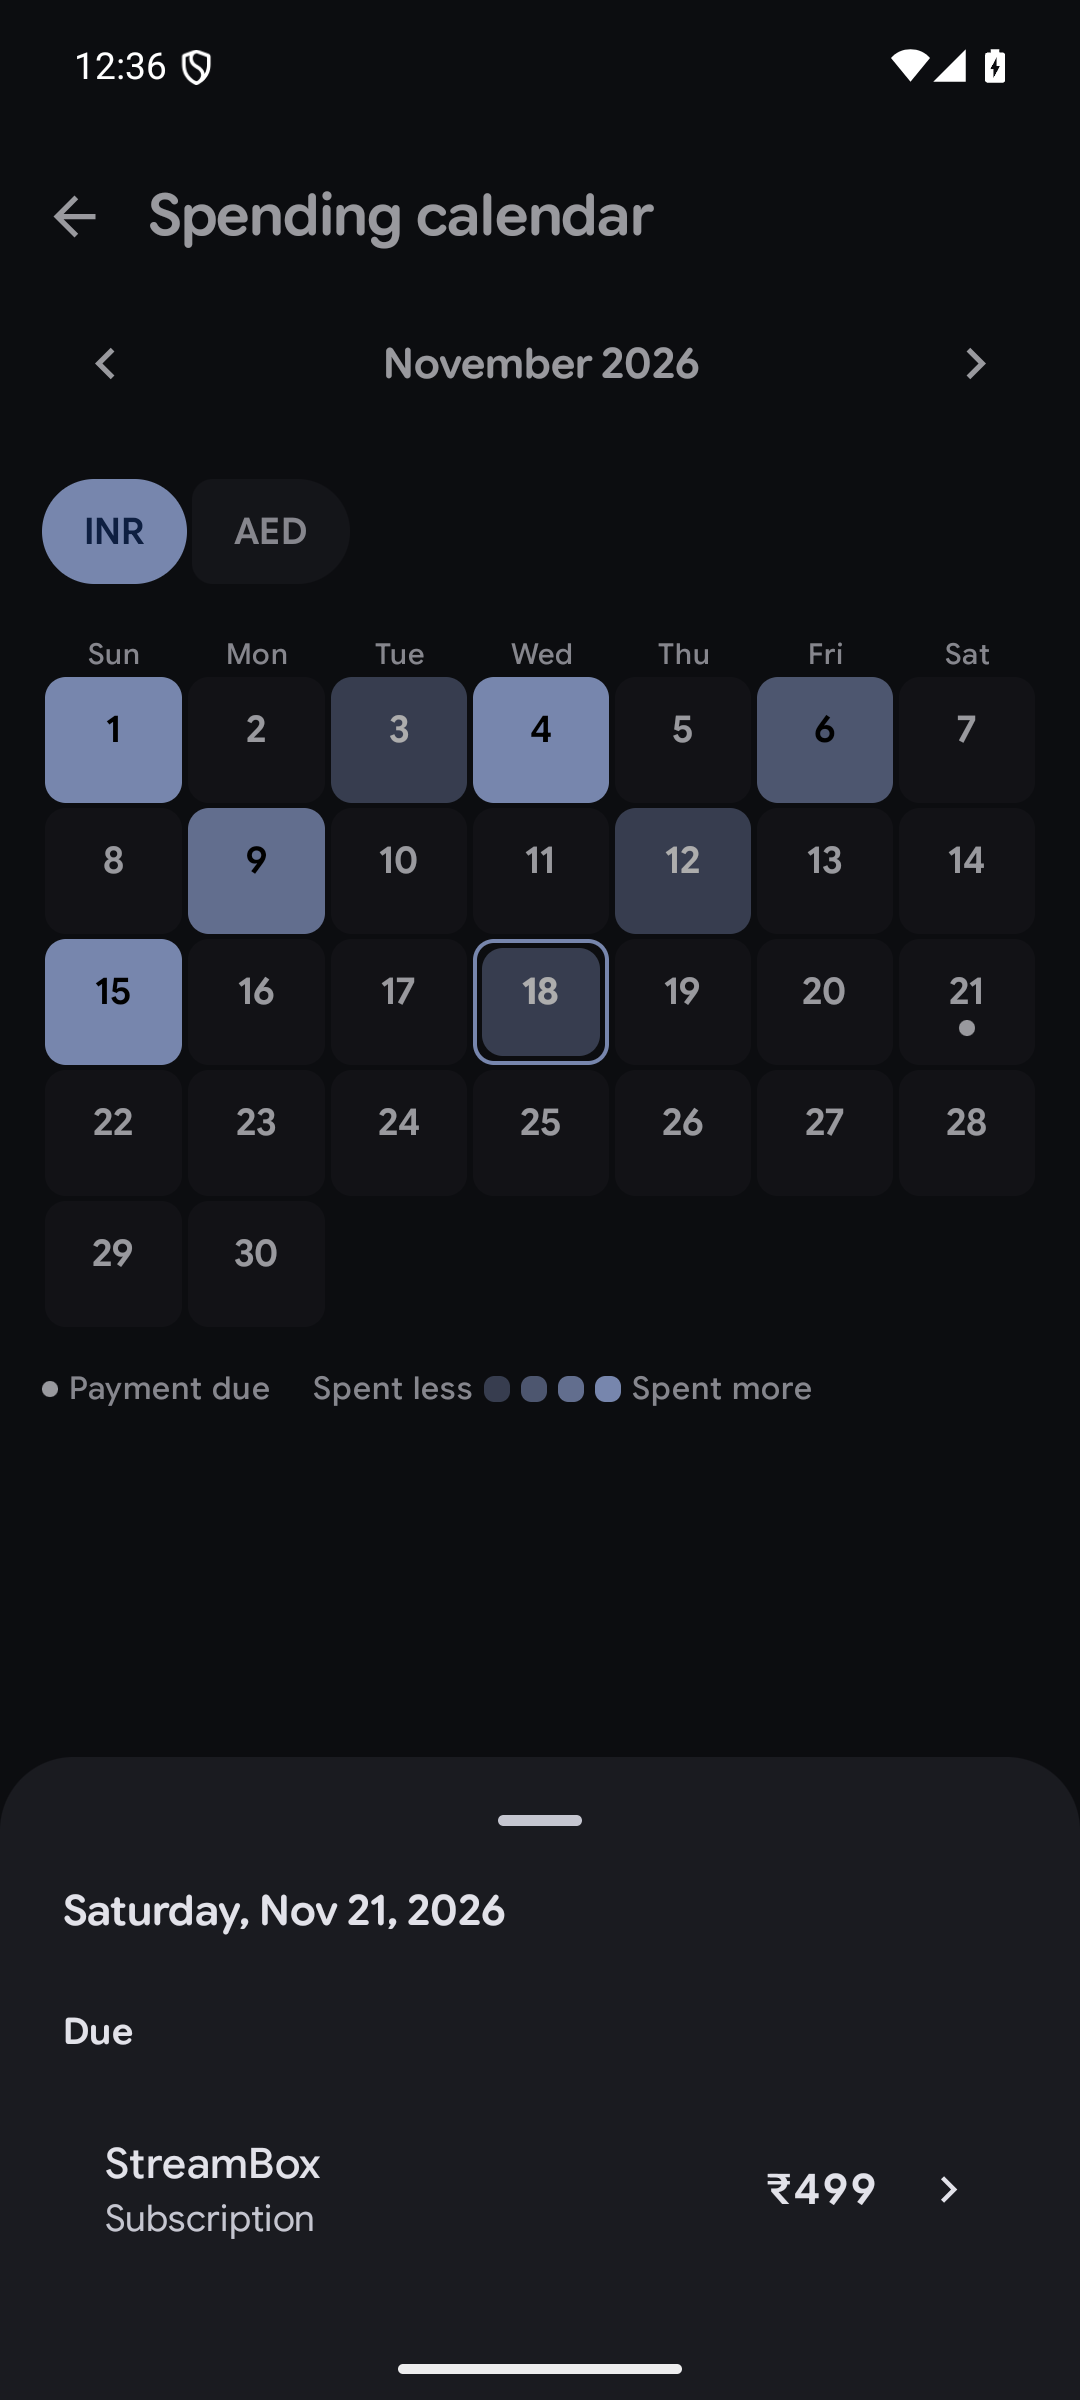 12:36
Spending calendar
November 2026
INR AED
Sun Mon Tue Wed Thu Fri Sat
1 2 3 4 5 6 7
8 9 10 11 12 13 14
15 16 17 18 19 20 21
22 23 24 25 26 27 28
29 30
Payment due Spent less Spent more
Saturday, Nov 21, 2026
Due
StreamBox
Subscription
₹499